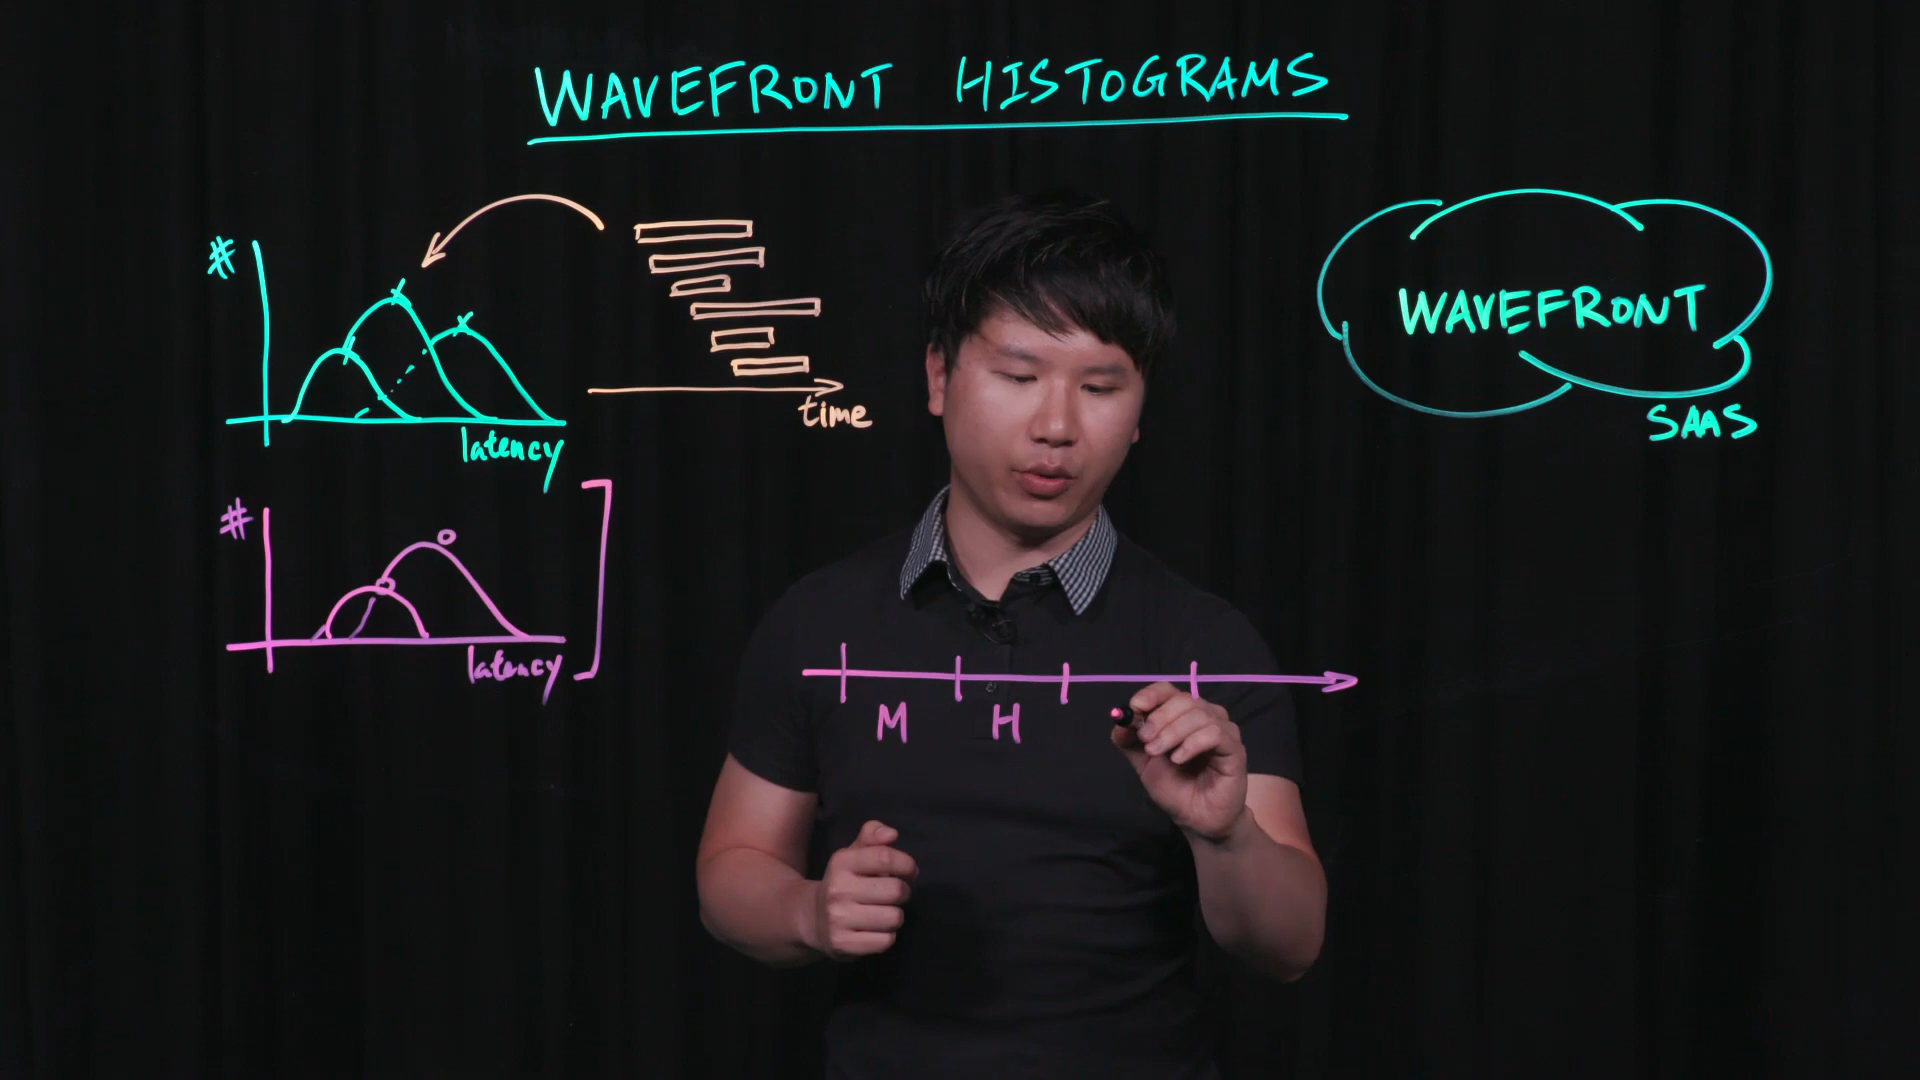 WAVEFRONT HISTOGRAMS
#
latency
time
WAVEFRONT
SAAS
#
latency
M H